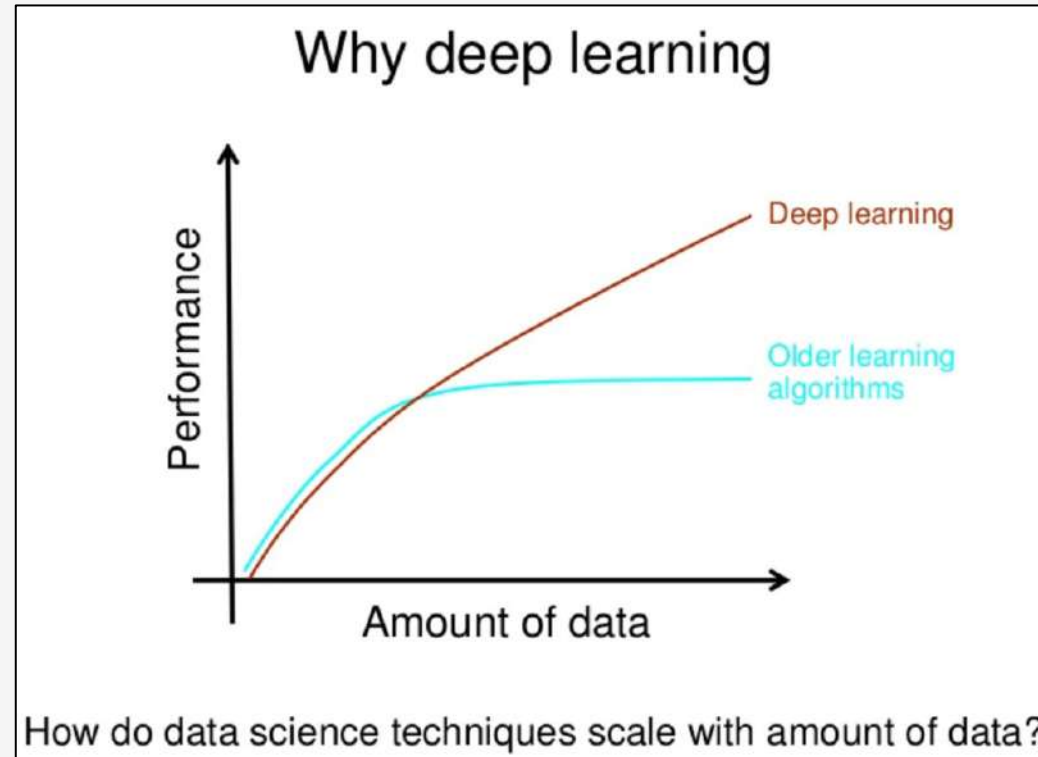 Why deep learning
Performance
Deep learning
Older learning
algorithms
Amount of data
How do data science techniques scale with amount of data?